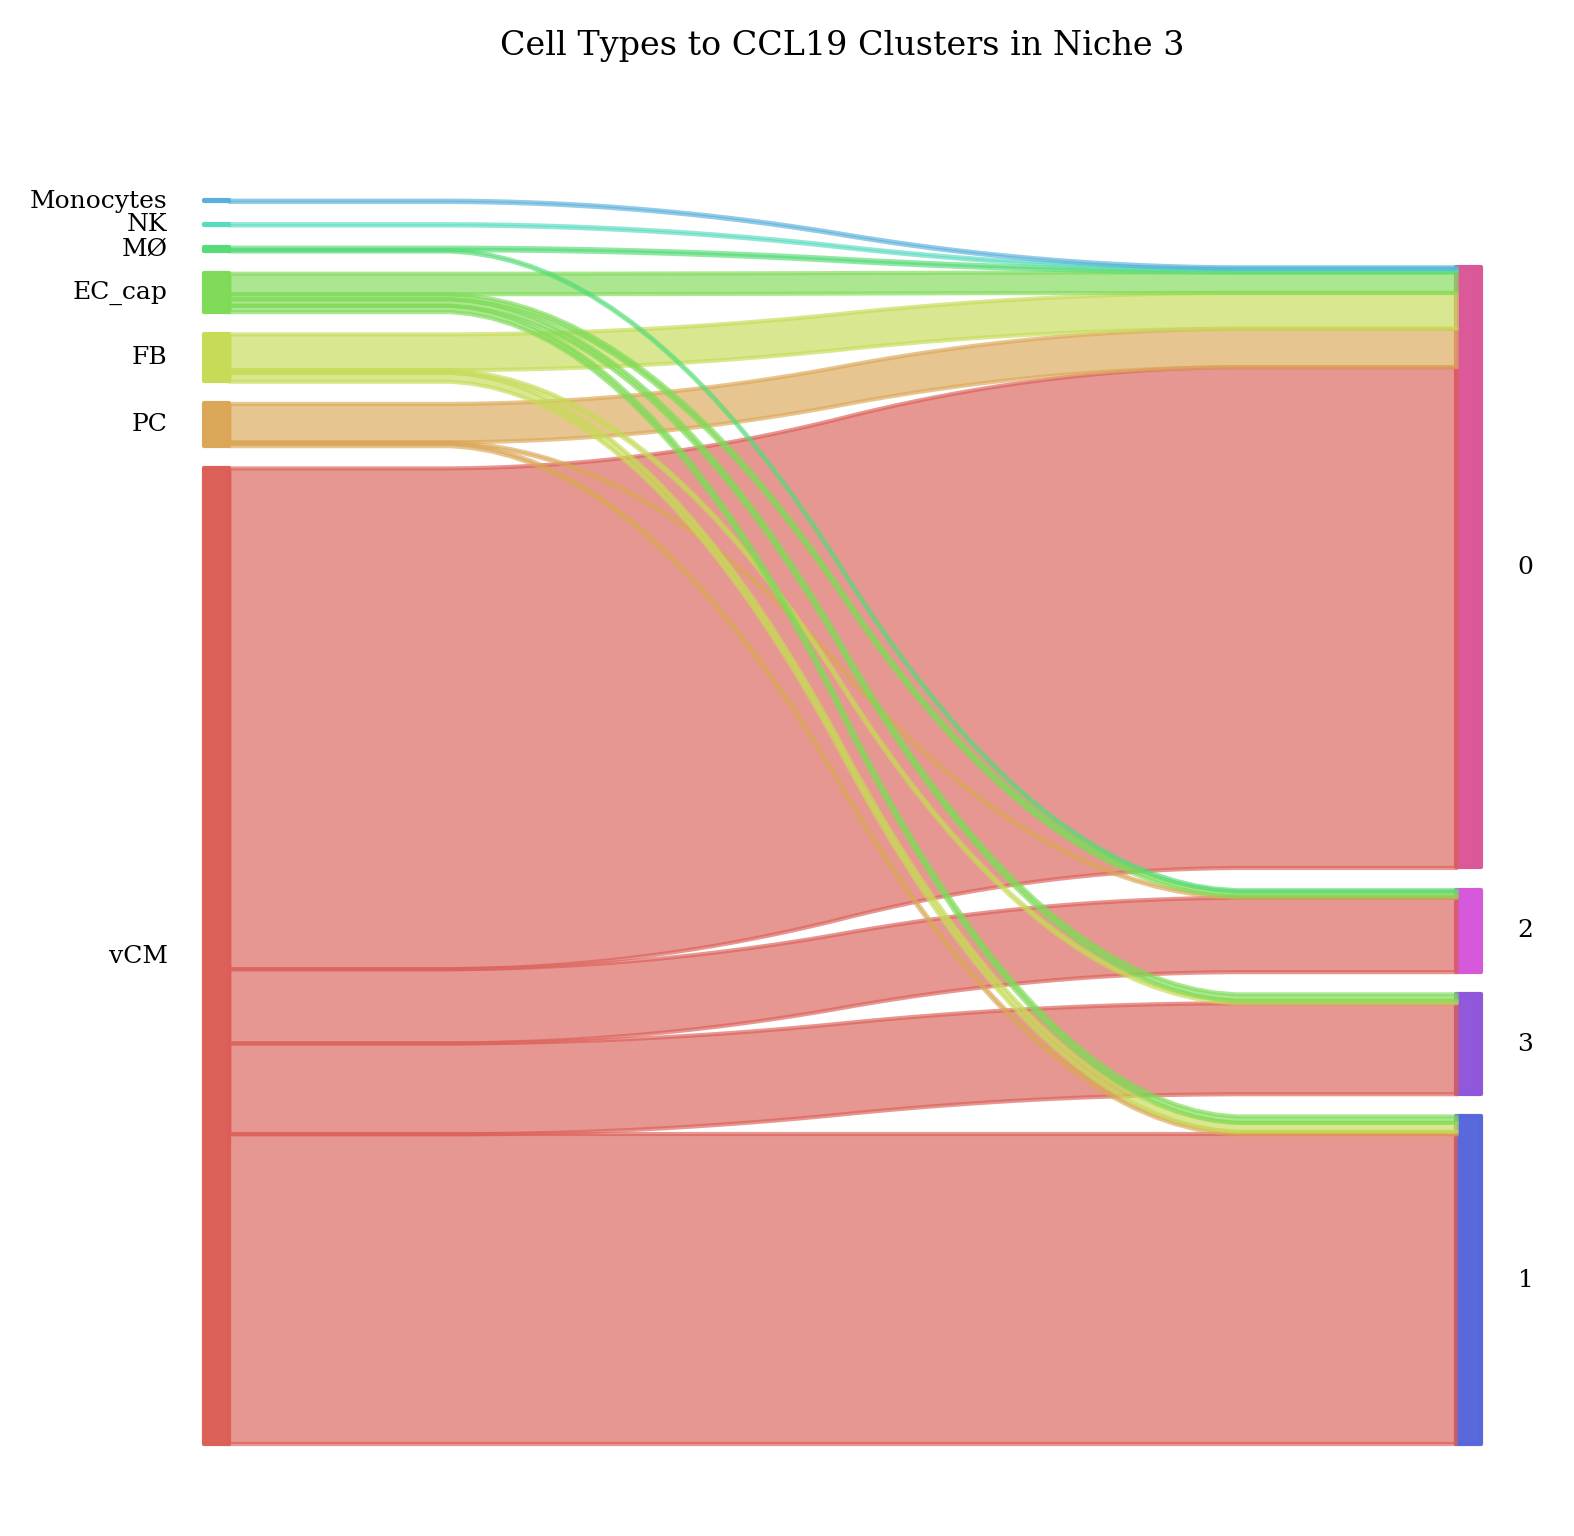 Cell Types to CCL19 Clusters in Niche 3
Monocytes
NK
MØ
EC_cap
FB
PC
vCM
0
2
3
1